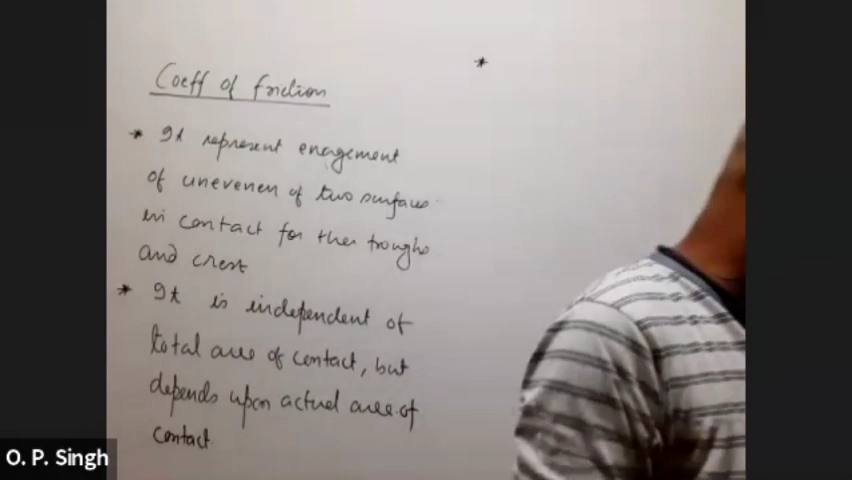 Coeff of friction
* It represent enagement
of unevenen of two surfaces
in contact for ther troughs
and crest
* It is independent of
total area of contact, but
depends upon actual area of
contact
*
O. P. Singh